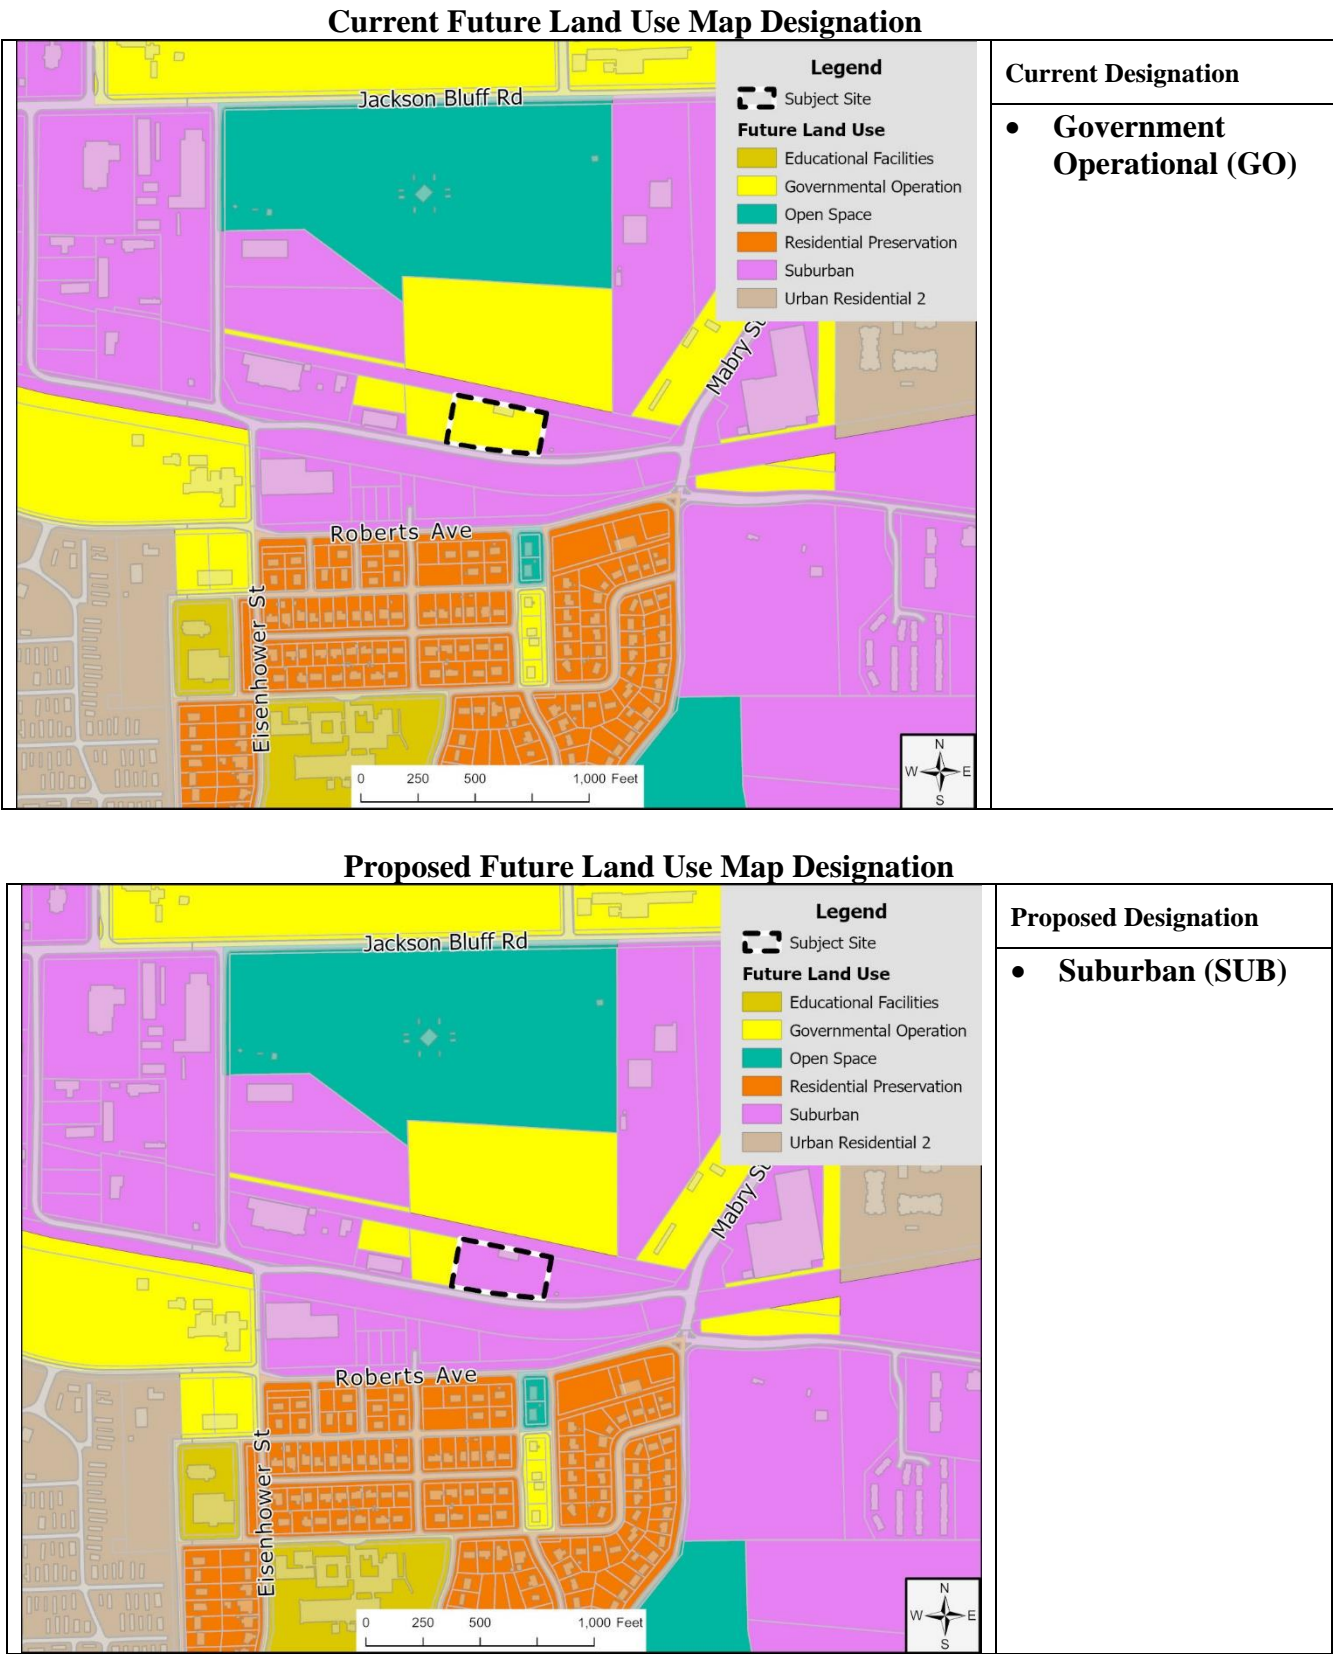 Current Future Land Use Map Designation
Legend
Subject Site
Future Land Use
Educational Facilities
Governmental Operation
Open Space
Residential Preservation
Suburban
Urban Residential 2
Jackson Bluff Rd
Mabry St
Roberts Ave
Eisenhower St
0 250 500 1,000 Feet
N
W E
S
Current Designation
• Government
Operational (GO)
Proposed Future Land Use Map Designation
Legend
Subject Site
Future Land Use
Educational Facilities
Governmental Operation
Open Space
Residential Preservation
Suburban
Urban Residential 2
Jackson Bluff Rd
Mabry St
Roberts Ave
Eisenhower St
0 250 500 1,000 Feet
N
W E
S
Proposed Designation
• Suburban (SUB)